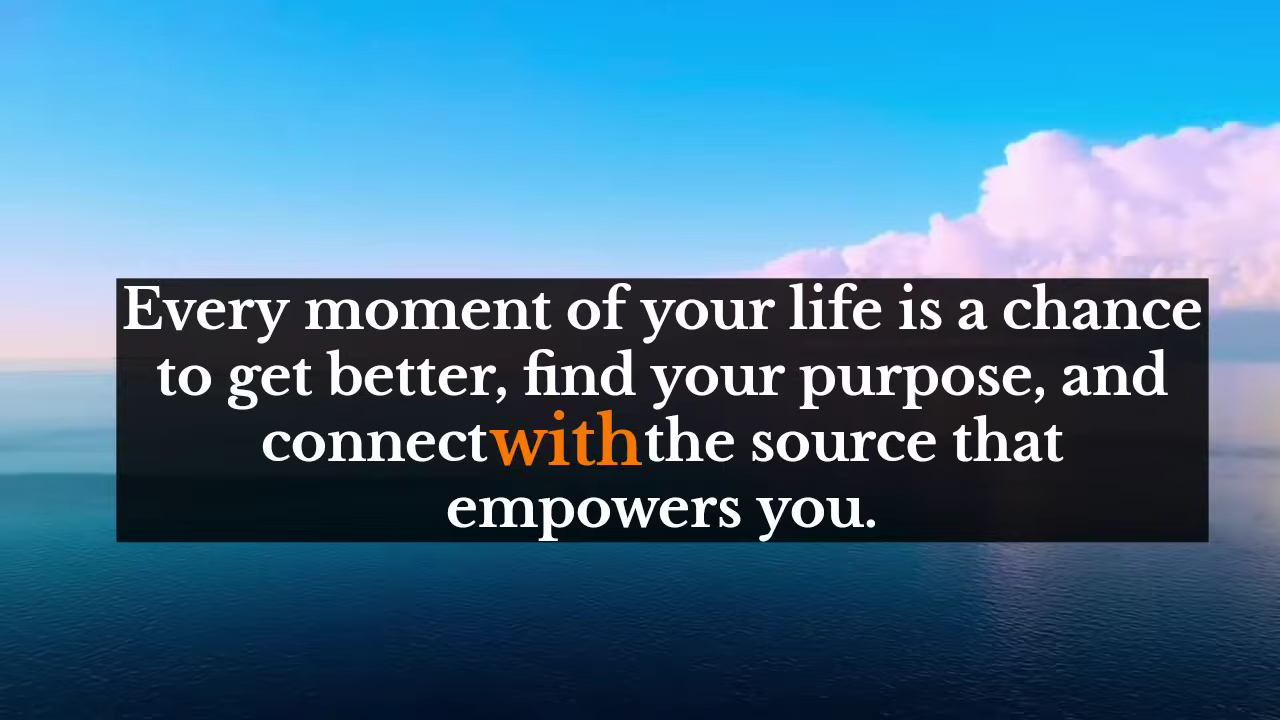 Every moment of your life is a chance
to get better, find your purpose, and
connect with the source that
empowers you.